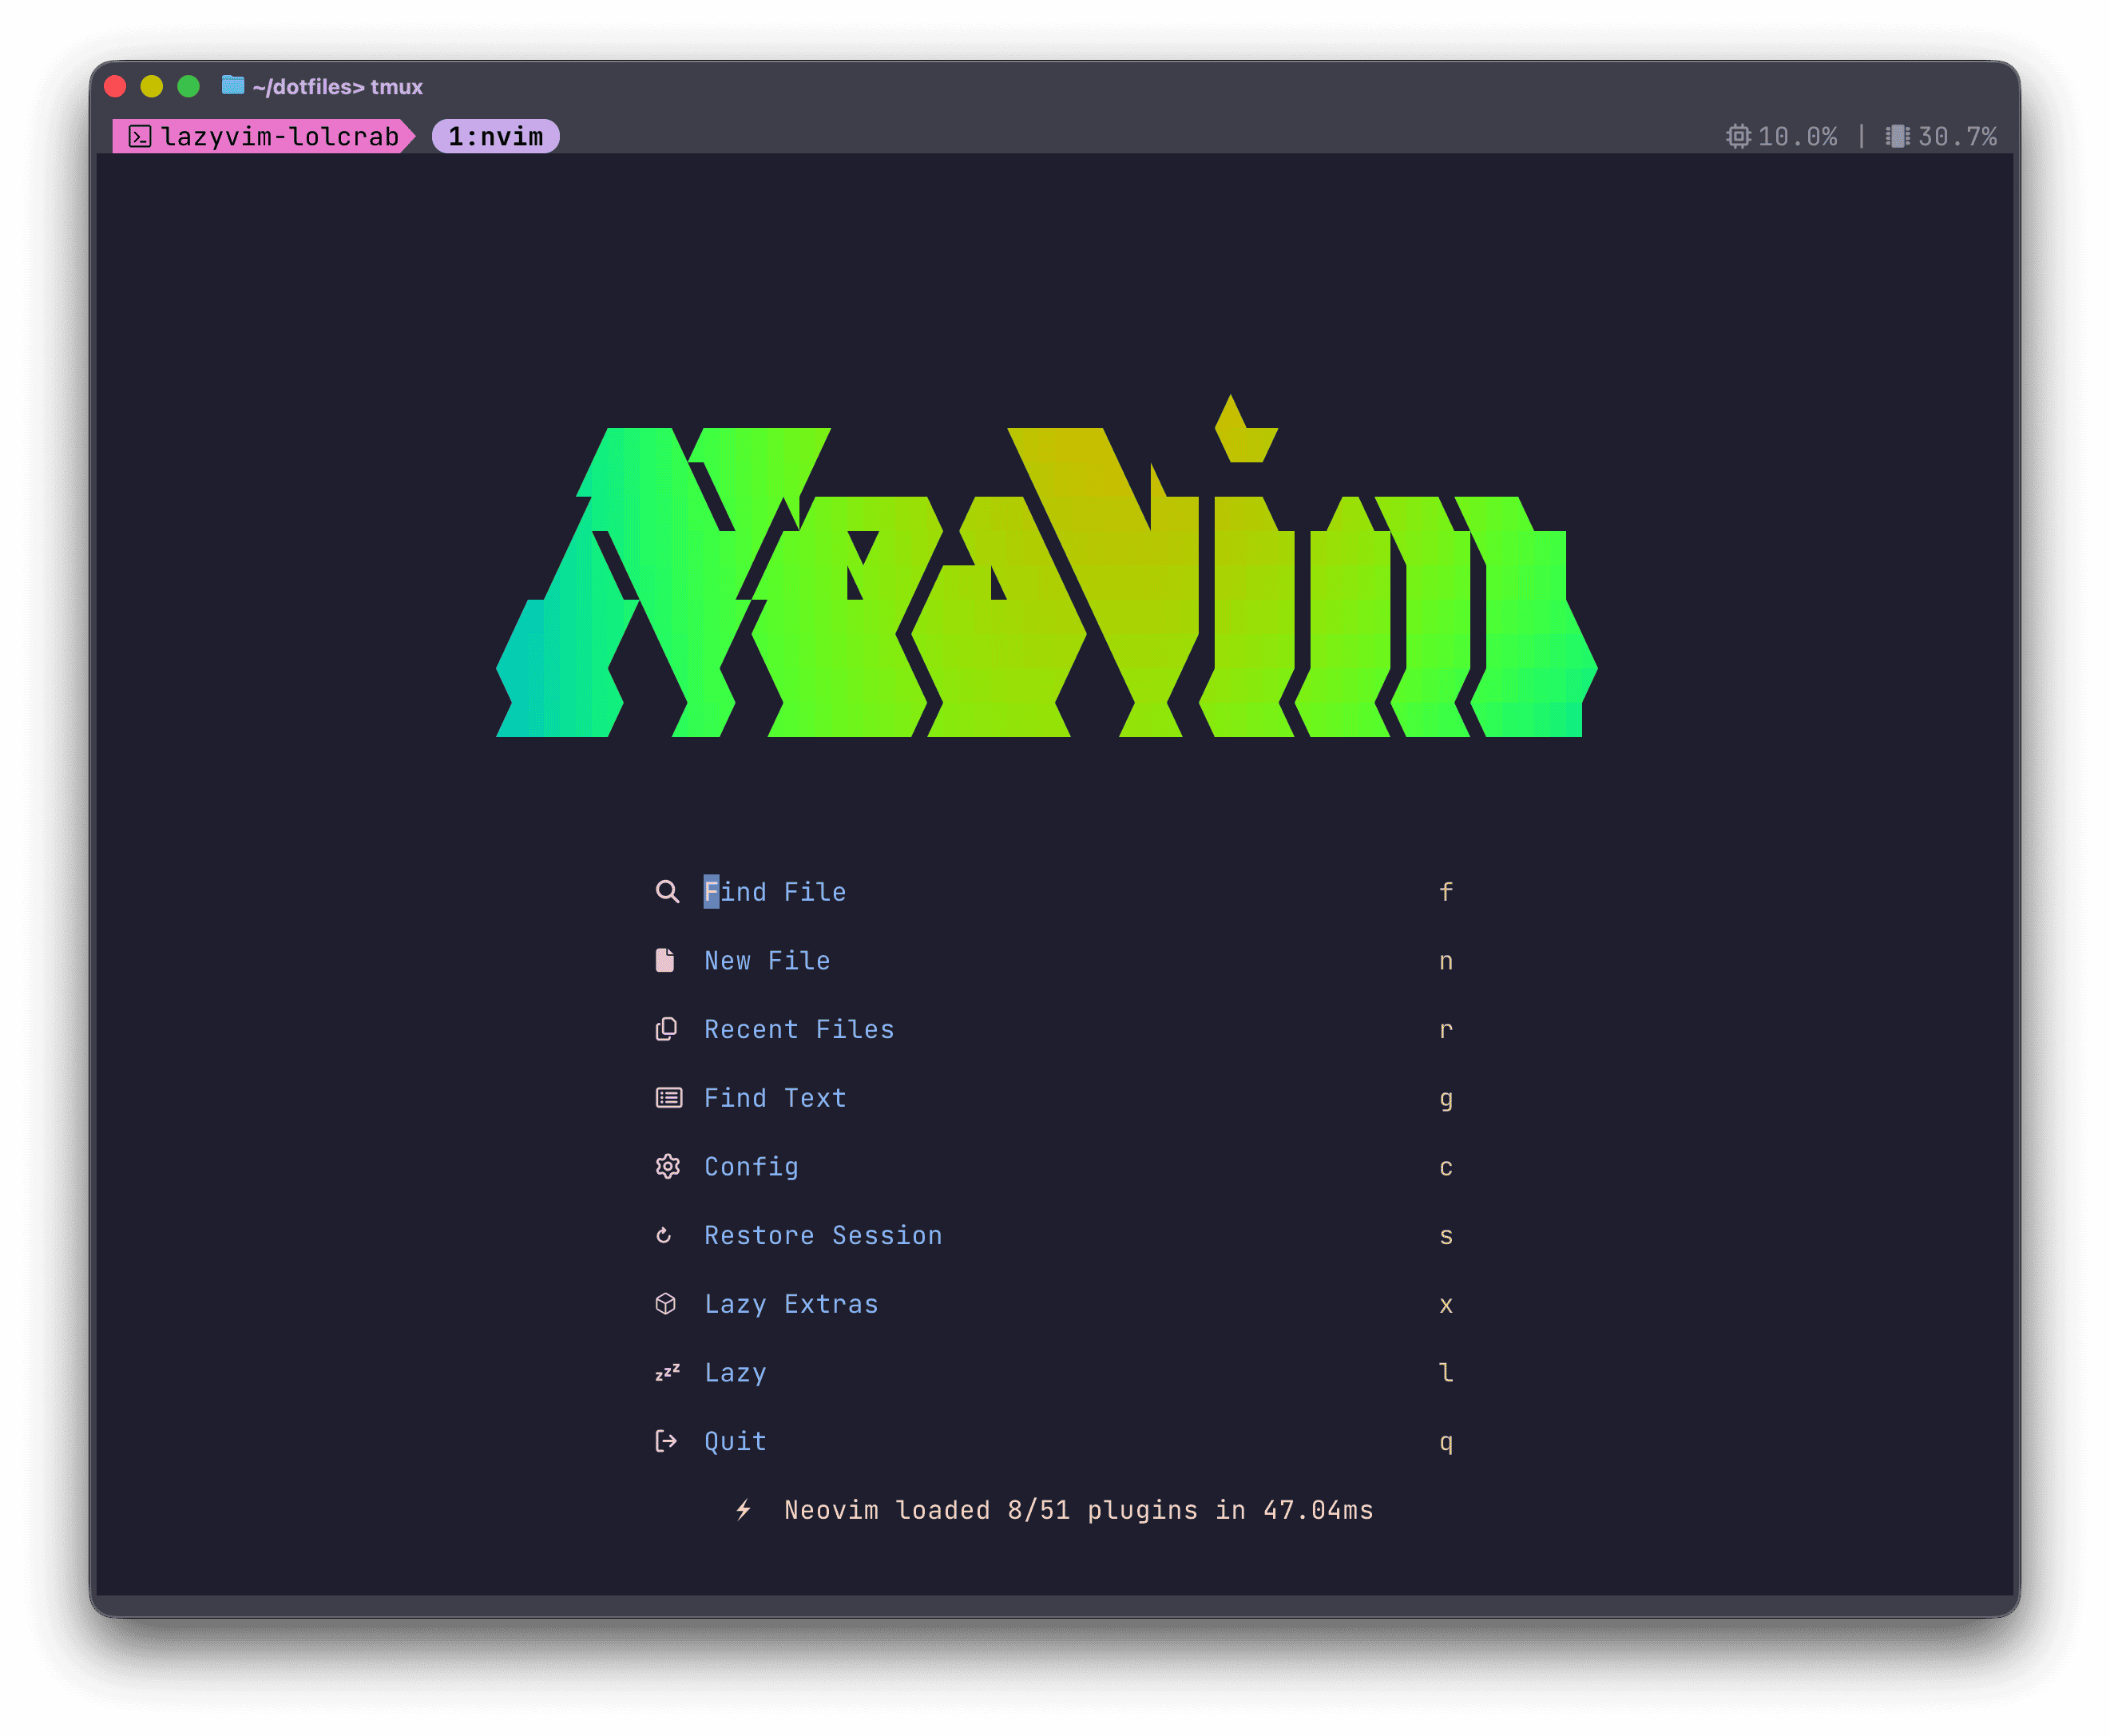 ~/dotfiles> tmux
lazyvim-lolcrab 1:nvim 10.0% | 30.7%
Neovim
Find File f
New File n
Recent Files r
Find Text g
Config c
Restore Session s
Lazy Extras x
zzz Lazy l
Quit q
Neovim loaded 8/51 plugins in 47.04ms